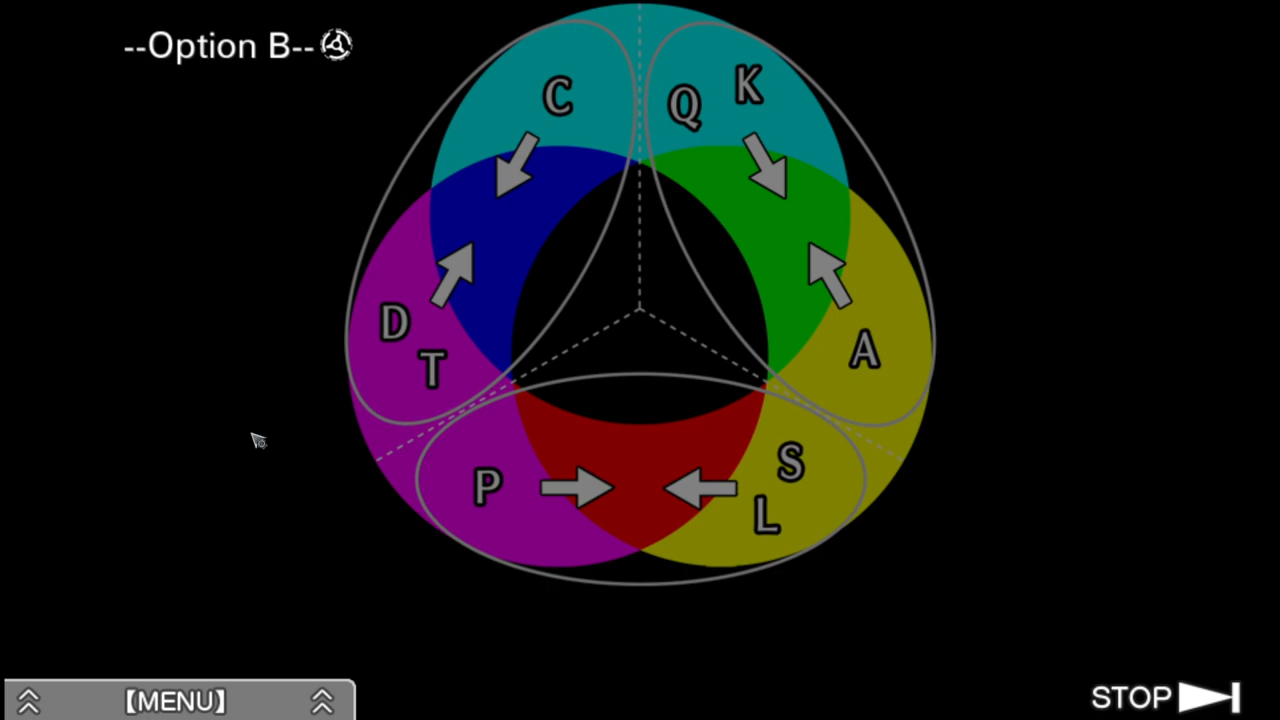 --Option B--
C Q K
D T A
P S L
【MENU】
STOP